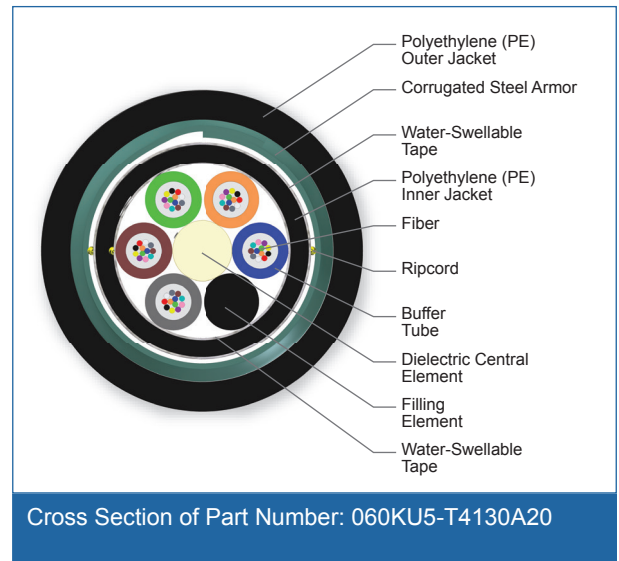 Polyethylene (PE)
Outer Jacket
Corrugated Steel Armor
Water-Swellable
Tape
Polyethylene (PE)
Inner Jacket
Fiber
Ripcord
Buffer
Tube
Dielectric Central
Element
Filling
Element
Water-Swellable
Tape
Cross Section of Part Number: 060KU5-T4130A20